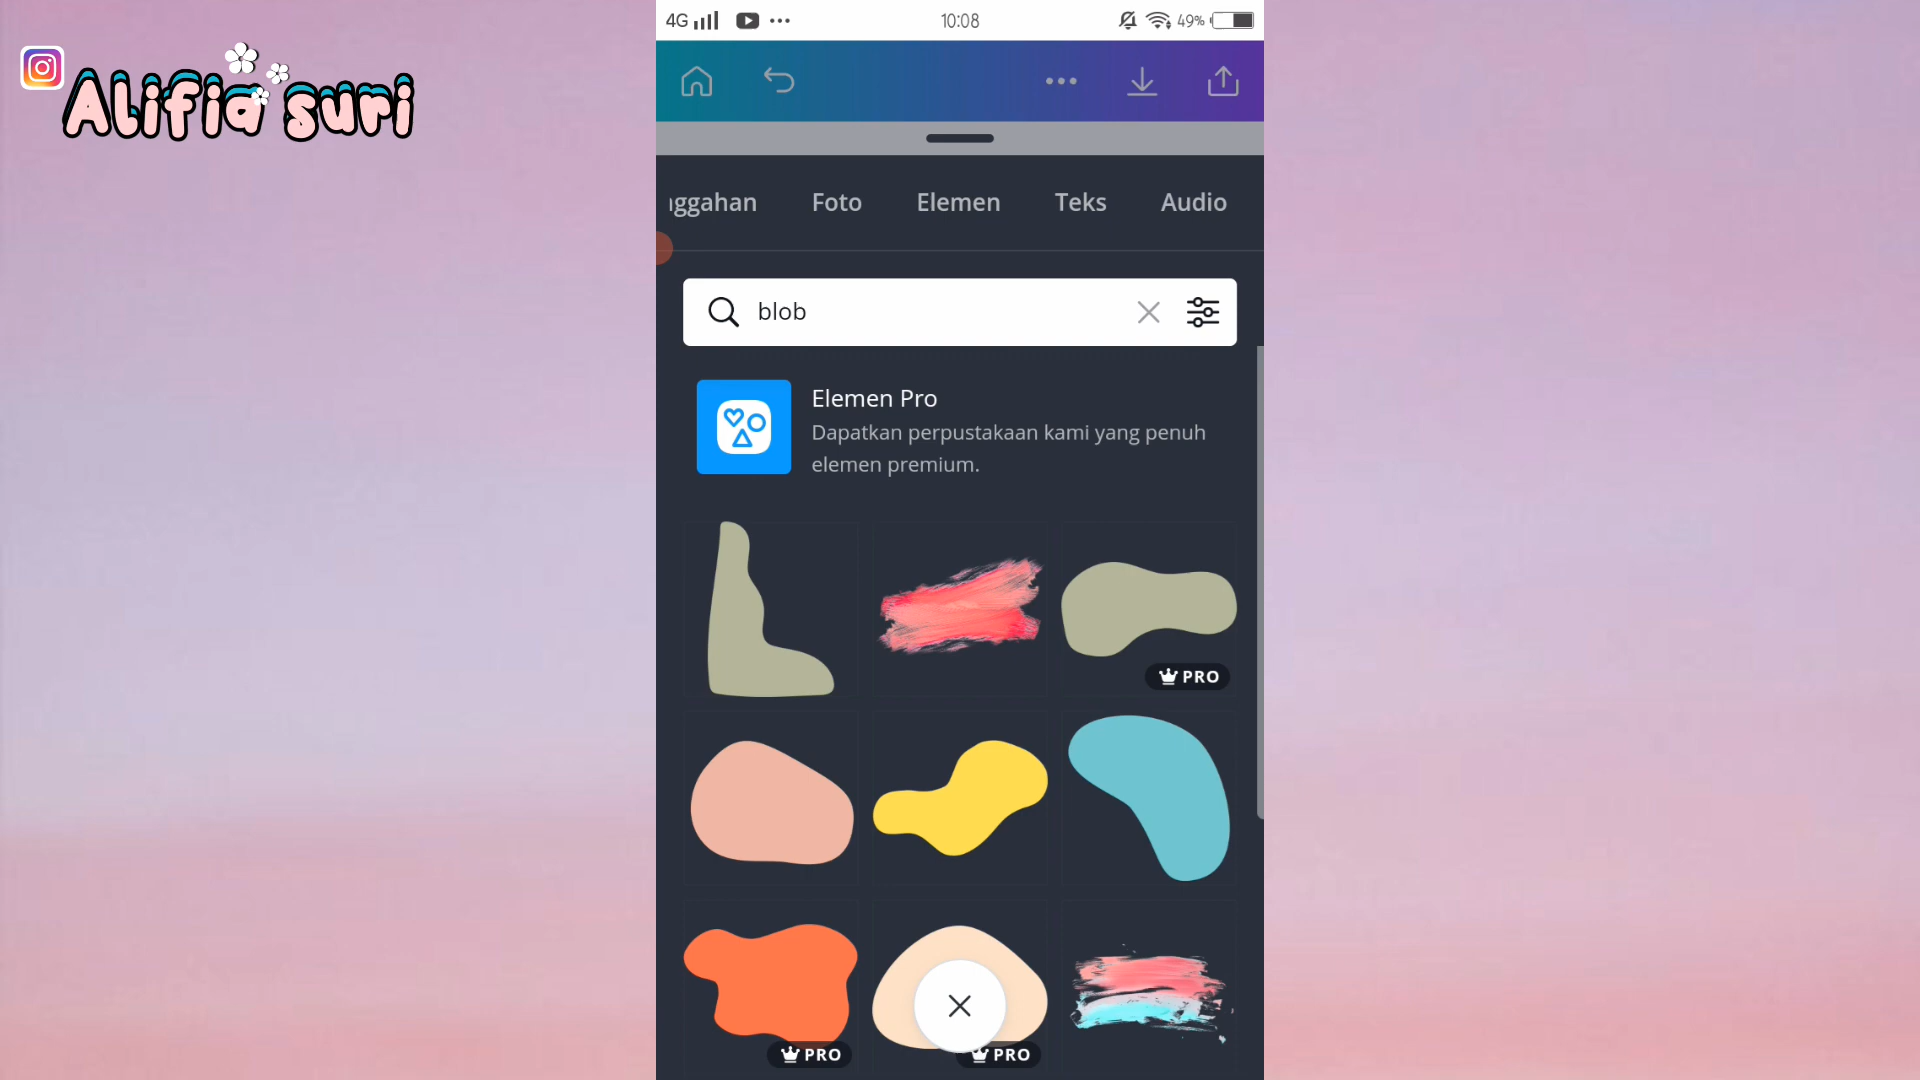 Alifia suri
4G
10:08
49%
nggahan Foto Elemen Teks Audio
blob
Elemen Pro
Dapatkan perpustakaan kami yang penuh
elemen premium.
PRO
PRO
PRO